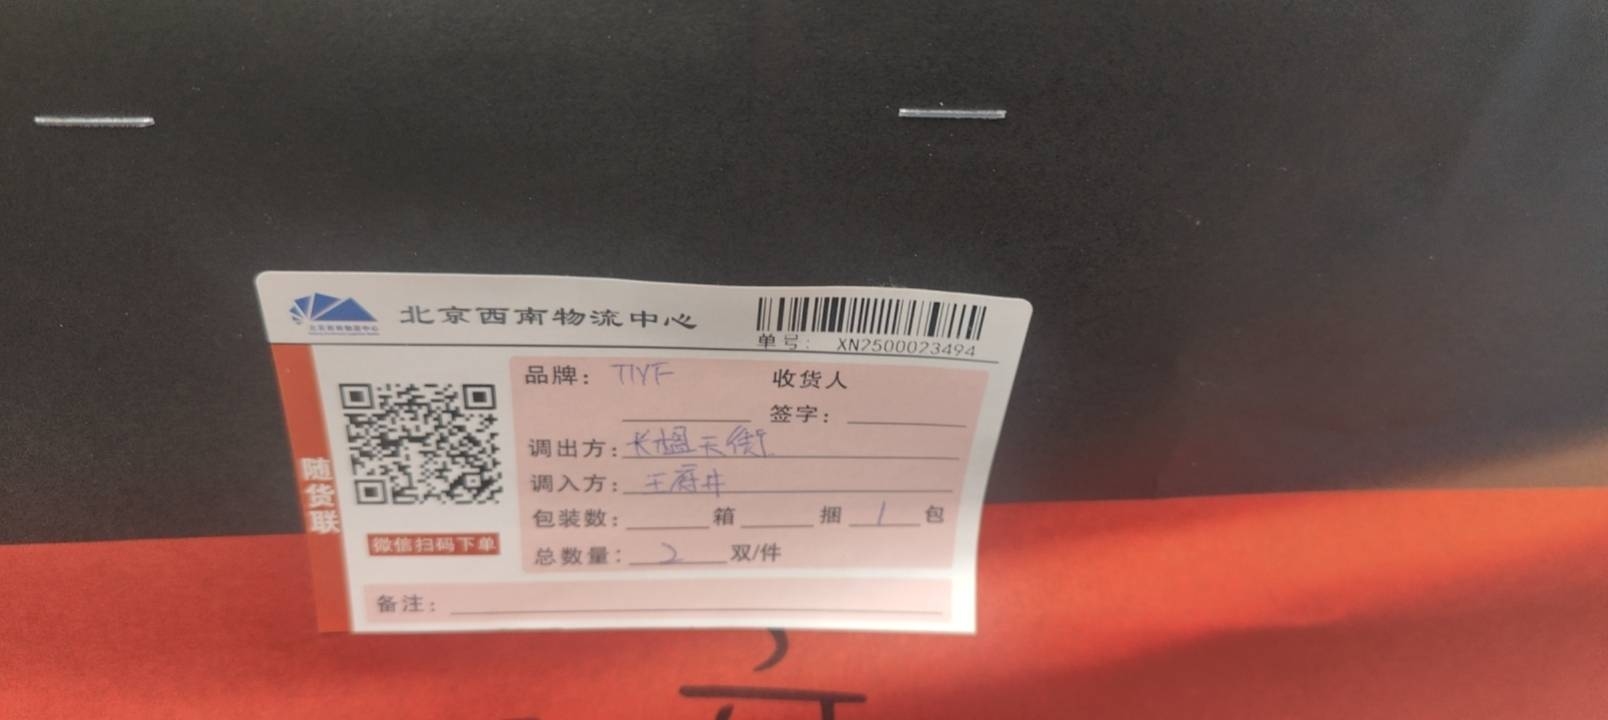 北京西南物流中心
单号: XN2500023494
品牌: TIYF 收货人
签字:
调出方: 长楹天街
调入方: 王府井
包装数: 箱 捆 1 包
总数量: 2 双/件
备注:
随货联
微信扫码下单